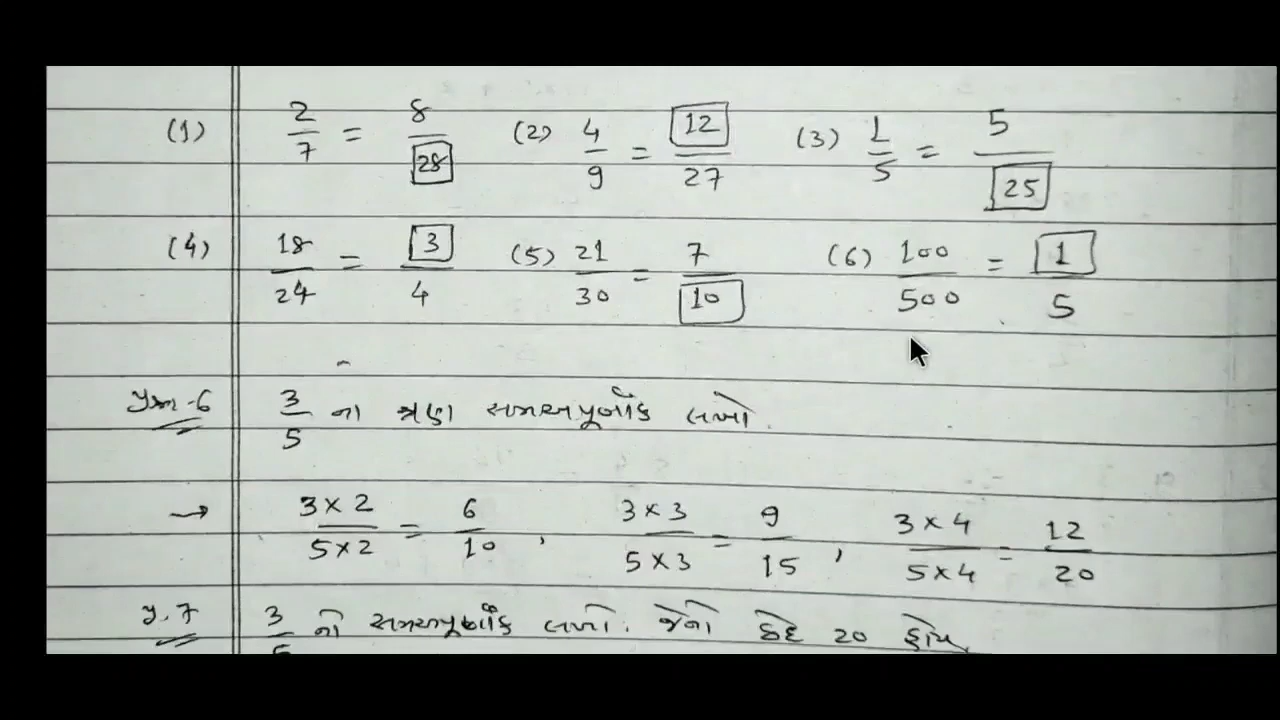 (1) 2/7 = 8/28 (2) 4/9 = 12/27 (3) 1/5 = 5/25
(4) 18/24 = 3/4 (5) 21/30 = 7/10 (6) 100/500 = 1/5
પ્રશ્ન-6 3/5 ના ત્રણ સમઅપૂર્ણાંક લખો.
→ 3×2/5×2 = 6/10 , 3×3/5×3 = 9/15 , 3×4/5×4 = 12/20
પ્ર.7 3/5 નો સમઅપૂર્ણાંક લખો. જેનો છેદ 20 હોય